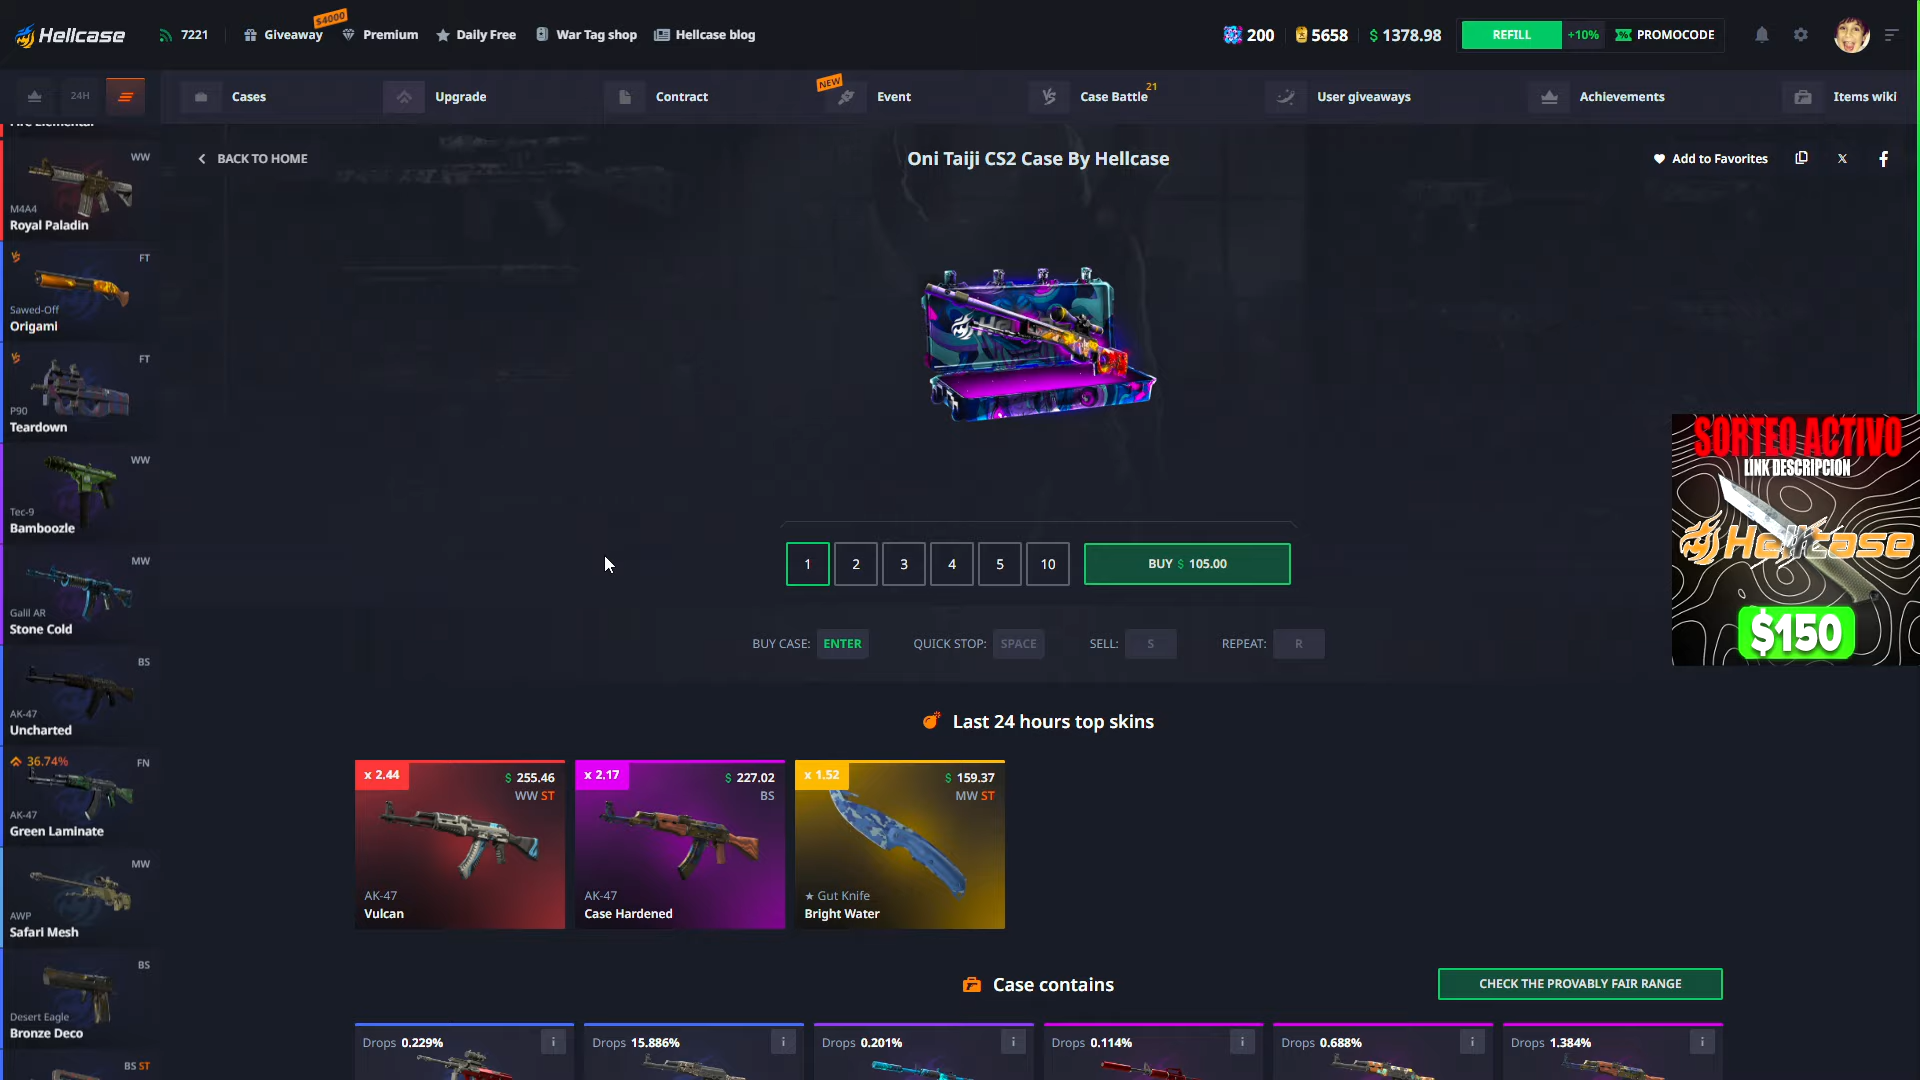 Hellcase
7221
Giveaway
$4000
Premium
Daily Free
War Tag shop
Hellcase blog
200
5658
$ 1378.98
REFILL
+10%
PROMOCODE
24H
Cases
Upgrade
Contract
NEW
Event
Case Battle
21
User giveaways
Achievements
Items wiki
BACK TO HOME
Oni Taiji CS2 Case By Hellcase
Add to Favorites
Fire Elemental
WW
M4A4
Royal Paladin
FT
Sawed-Off
Origami
FT
P90
Teardown
WW
Tec-9
Bamboozle
MW
Galil AR
Stone Cold
BS
AK-47
Uncharted
36.74%
FN
AK-47
Green Laminate
MW
AWP
Safari Mesh
BS
Desert Eagle
Bronze Deco
BS ST
SORTEO ACTIVO
LINK DESCRIPCION
Hellcase
$150
1
2
3
4
5
10
BUY $ 105.00
BUY CASE:
ENTER
QUICK STOP:
SPACE
SELL:
S
REPEAT:
R
Last 24 hours top skins
x 2.44
$ 255.46
WW ST
AK-47
Vulcan
x 2.17
$ 227.02
BS
AK-47
Case Hardened
x 1.52
$ 159.37
MW ST
★ Gut Knife
Bright Water
Case contains
CHECK THE PROVABLY FAIR RANGE
Drops 0.229%
Drops 15.886%
Drops 0.201%
Drops 0.114%
Drops 0.688%
Drops 1.384%